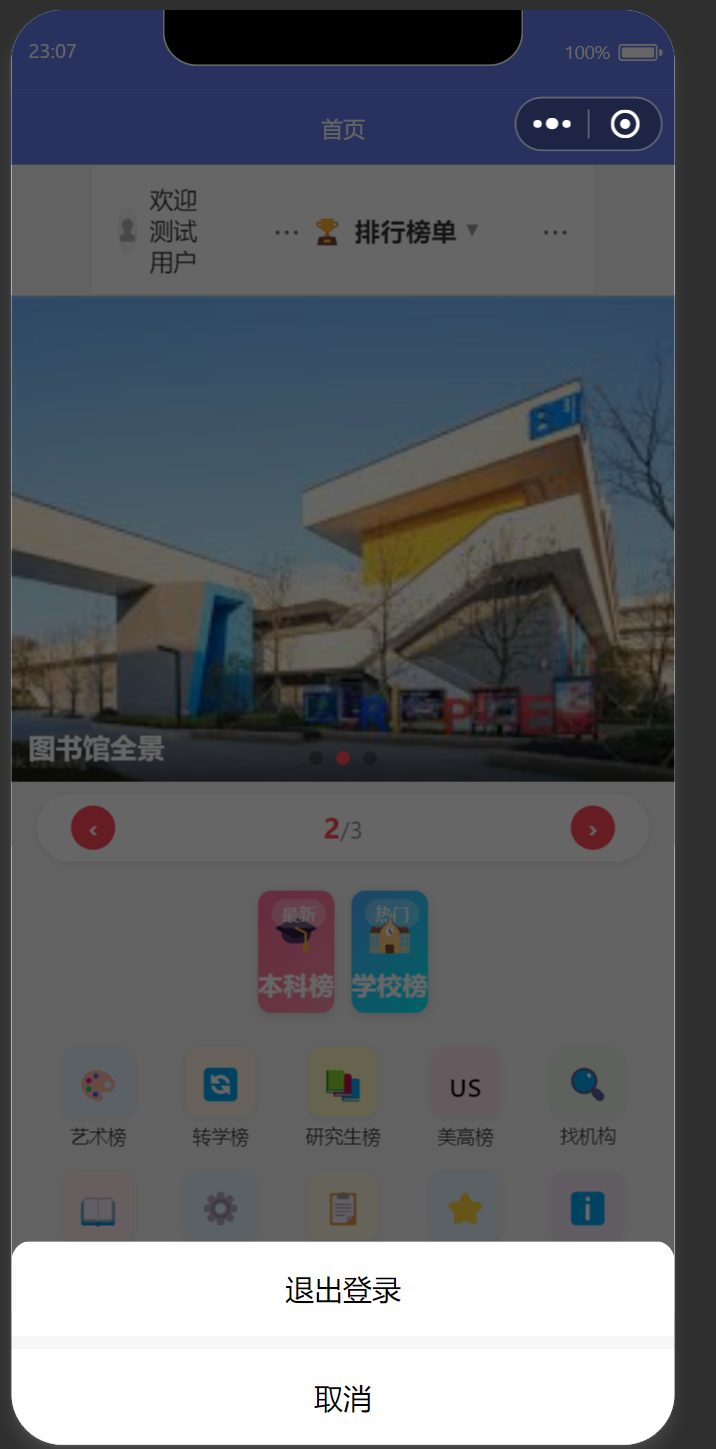 23:07
100%
首页
欢迎
测试
用户
... 🏆 排行榜单 ▼ ...
图书馆全景
‹ 2/3 ›
最新
热门
本科榜
学校榜
US
艺术榜
转学榜
研究生榜
美高榜
找机构
退出登录
取消